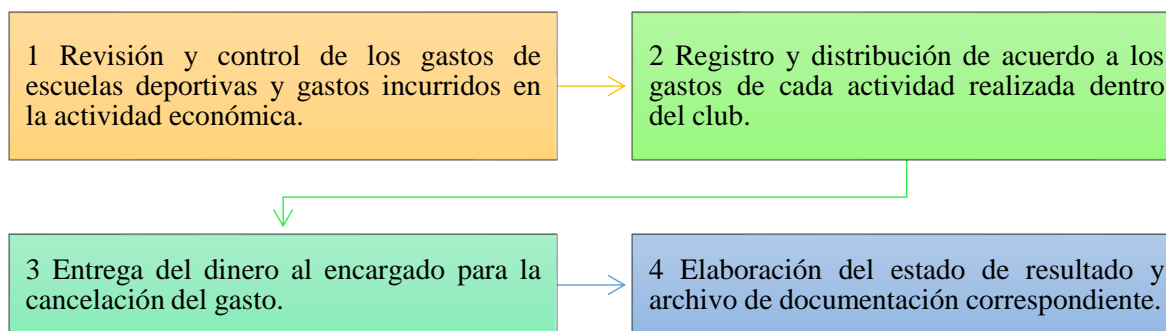 1 Revisión y control de los gastos de
escuelas deportivas y gastos incurridos en
la actividad económica.
2 Registro y distribución de acuerdo a los
gastos de cada actividad realizada dentro
del club.
3 Entrega del dinero al encargado para la
cancelación del gasto.
4 Elaboración del estado de resultado y
archivo de documentación correspondiente.